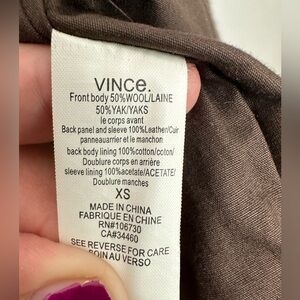 VINCE.
Front body 50%WOOL/LAINE
50%YAK/YAKS
le corps avant
Back panel and sleeve 100%Leather/Cuir
panneauarrier et le manchon
back body lining 100%cotton/coton/
Doublure corps en arrière
sleeve lining 100%acetate/ACETATE/
Doublure manches
XS
MADE IN CHINA
FABRIQUE EN CHINE
RN#106730
CA#34460
SEE REVERSE FOR CARE
SOIN AU VERSO